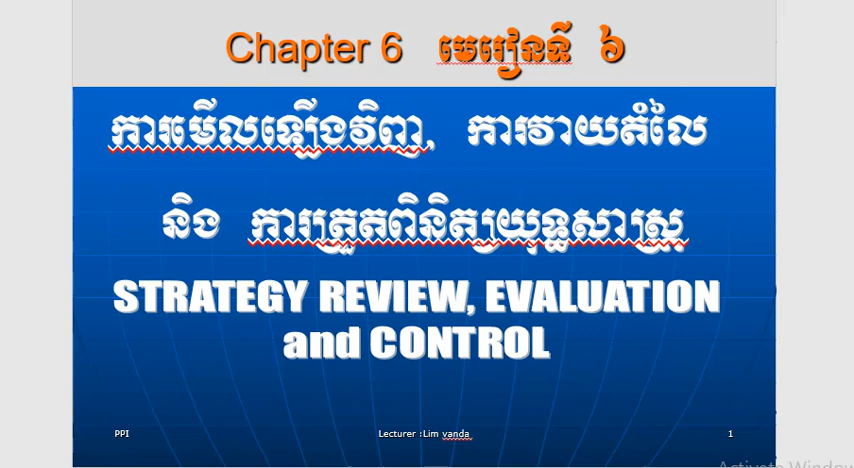 Chapter 6 មេរៀនទី ៦
ការមើលឡើងវិញ, ការវាយតំលៃ
និង ការត្រួតពិនិត្យយុទ្ធសាស្រ្ត
STRATEGY REVIEW, EVALUATION
and CONTROL
PPI Lecturer :Lim vanda 1
Activate Window